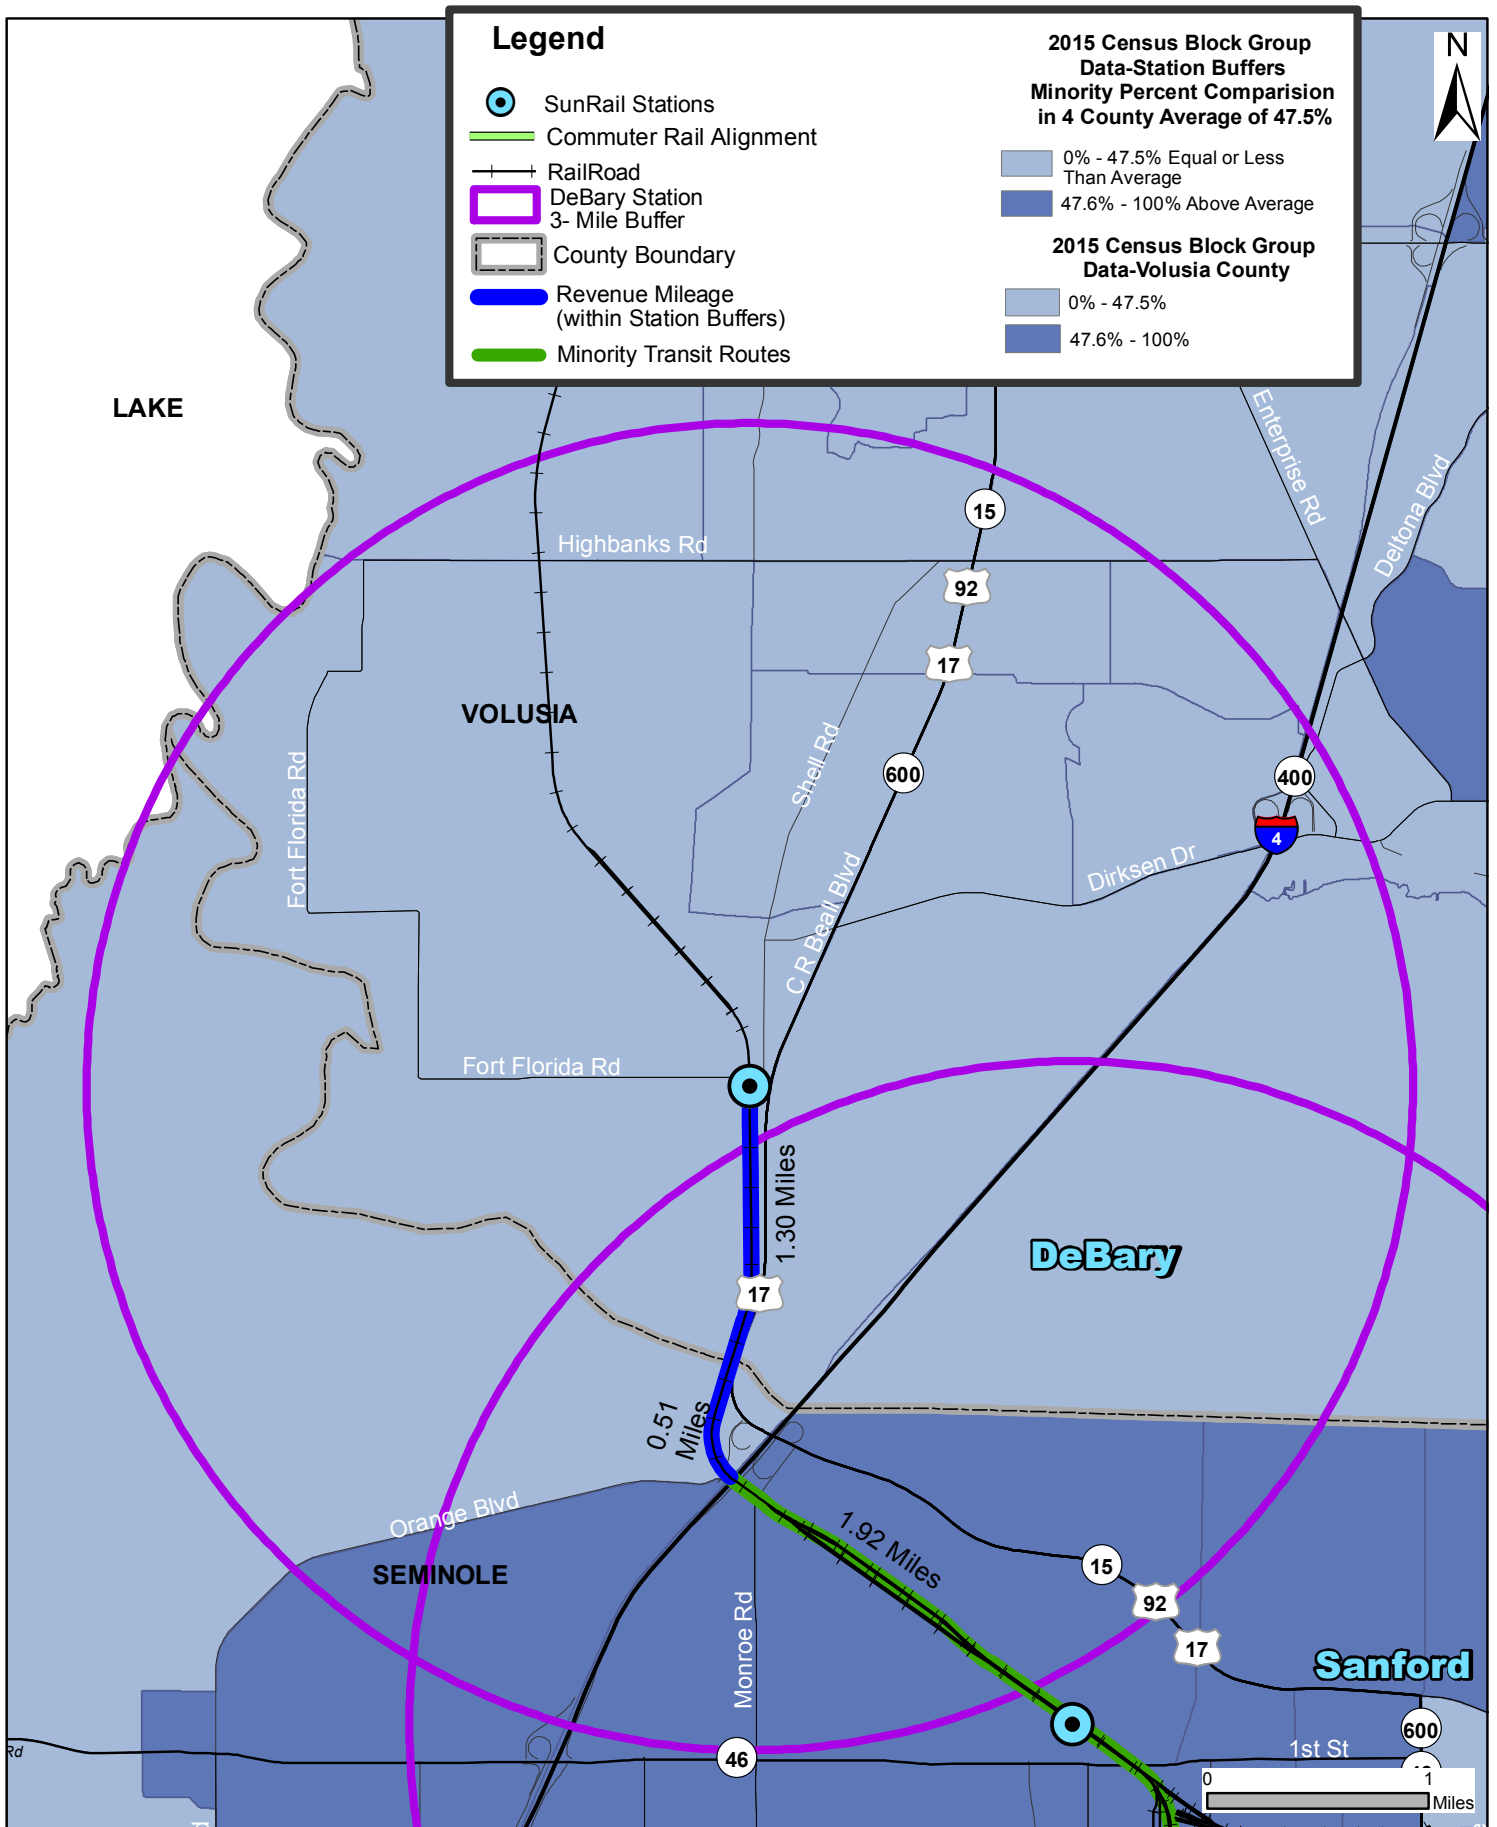 Legend
SunRail Stations
Commuter Rail Alignment
RailRoad
DeBary Station
3- Mile Buffer
County Boundary
Revenue Mileage
(within Station Buffers)
Minority Transit Routes
2015 Census Block Group
Data-Station Buffers
Minority Percent Comparision
in 4 County Average of 47.5%
0% - 47.5% Equal or Less
Than Average
47.6% - 100% Above Average
2015 Census Block Group
Data-Volusia County
0% - 47.5%
47.6% - 100%
N
LAKE
Enterprise Rd
Deltona Blvd
15
Highbanks Rd
92
17
VOLUSIA
Shell Rd
600
400
4
Fort Florida Rd
Dirksen Dr
C R Beall Blvd
Fort Florida Rd
1.30 Miles
DeBary
17
0.51
Miles
Orange Blvd
1.92 Miles
SEMINOLE
15
92
17
Monroe Rd
Sanford
600
Rd
46
1st St
0 1
Miles